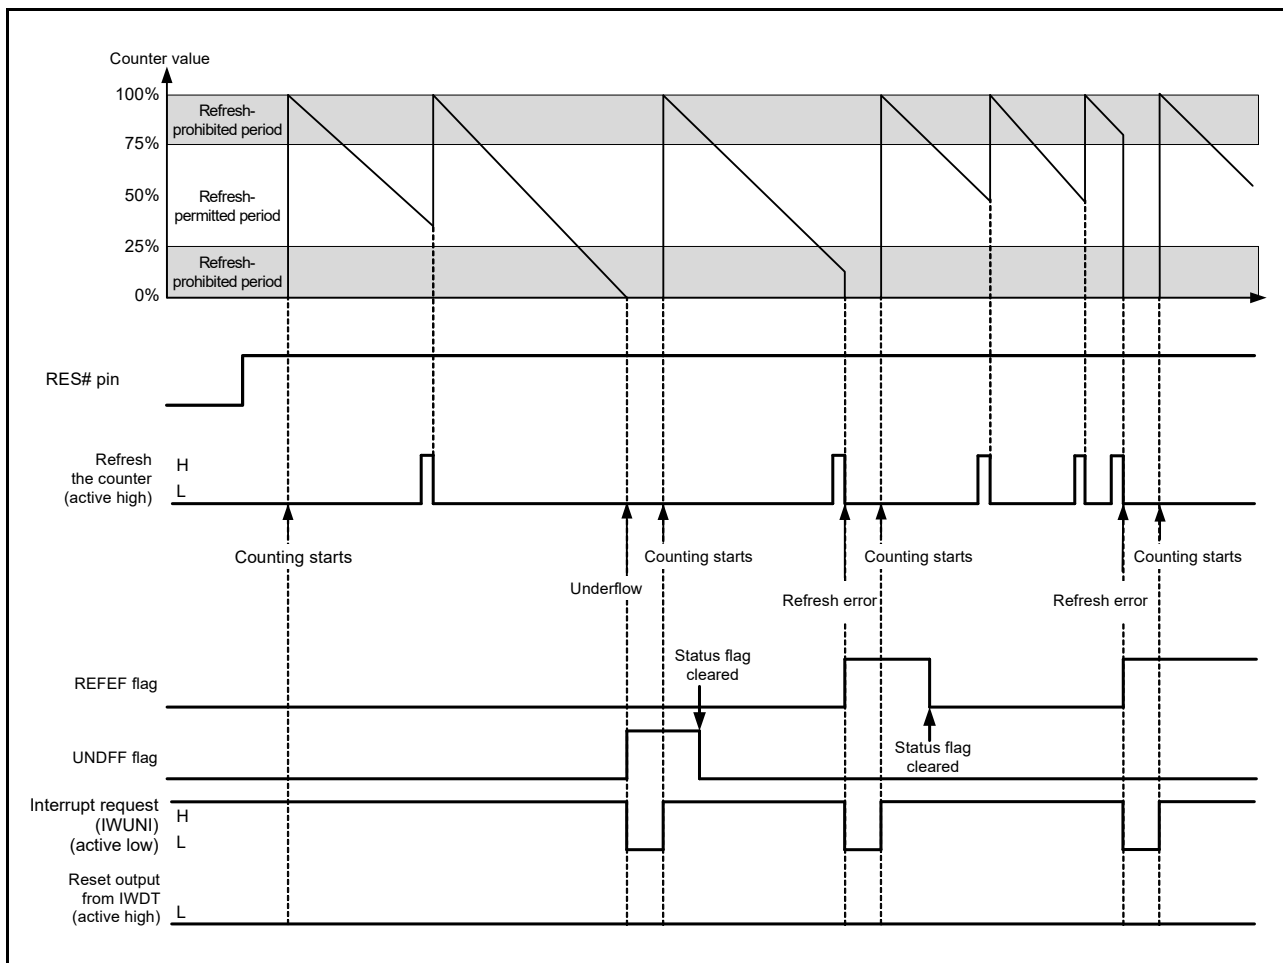 Counter value
100%
Refresh-
prohibited period
75%
50%
Refresh-
permitted period
25%
Refresh-
prohibited period
0%
RES# pin
Refresh
the counter
(active high)
H
L
Counting starts
Counting starts
Counting starts
Counting starts
Underflow
Refresh error
Refresh error
Status flag
cleared
REFEF flag
Status flag
cleared
UNDFF flag
Interrupt request
(IWUNI)
(active low)
H
L
Reset output
from IWDT
(active high)
L